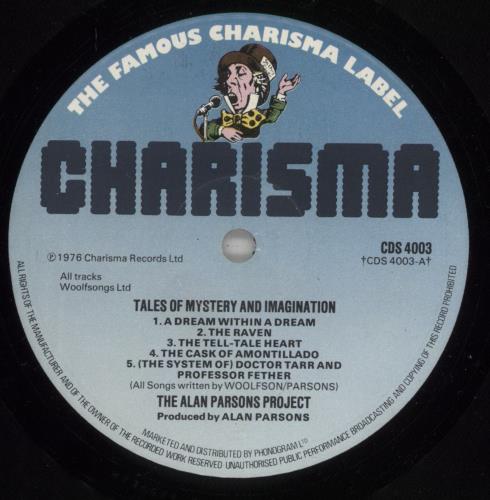 THE FAMOUS CHARISMA LABEL
CHARISMA
℗ 1976 Charisma Records Ltd
CDS 4003
†CDS 4003-A†
All tracks
Woolfsongs Ltd
TALES OF MYSTERY AND IMAGINATION
1. A DREAM WITHIN A DREAM
2. THE RAVEN
3. THE TELL-TALE HEART
4. THE CASK OF AMONTILLADO
5. (THE SYSTEM OF) DOCTOR TARR AND
PROFESSOR FETHER
(All Songs written by WOOLFSON/PARSONS)
THE ALAN PARSONS PROJECT
Produced by ALAN PARSONS
MARKETED AND DISTRIBUTED BY PHONOGRAM LTD
ALL RIGHTS OF THE MANUFACTURER AND OF THE OWNER OF THE RECORDED WORK RESERVED UNAUTHORISED PUBLIC PERFORMANCE BROADCASTING AND COPYING OF THIS RECORD PROHIBITED